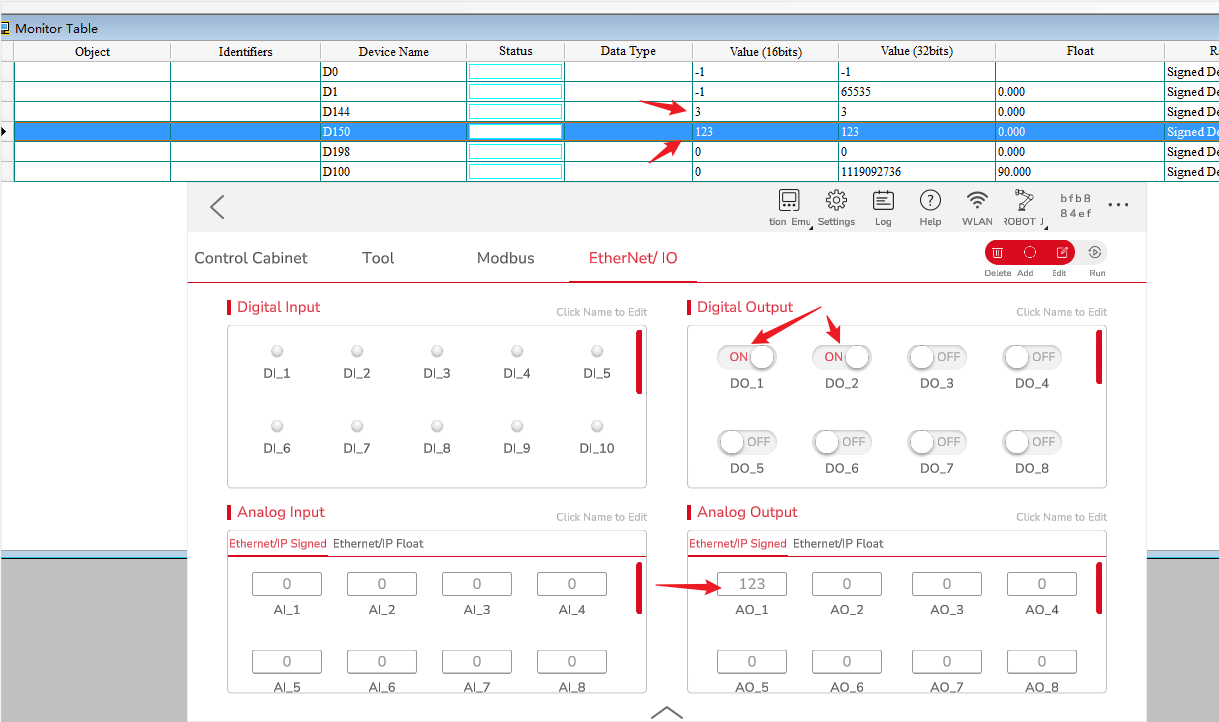 Monitor Table
Object Identifiers Device Name Status Data Type Value (16bits) Value (32bits) Float R
D0 -1 -1 Signed De
D1 -1 65535 0.000 Signed De
D144 3 3 0.000 Signed De
D150 123 123 0.000 Signed De
D198 0 0 0.000 Signed De
D100 0 1119092736 90.000 Signed De
tion Emu Settings Log Help WLAN ROBOT J bfb8
84ef
Control Cabinet Tool Modbus EtherNet/ IO
Delete Add Edit Run
Digital Input Click Name to Edit
DI_1 DI_2 DI_3 DI_4 DI_5
DI_6 DI_7 DI_8 DI_9 DI_10
Digital Output Click Name to Edit
ON ON OFF OFF
DO_1 DO_2 DO_3 DO_4
OFF OFF OFF OFF
DO_5 DO_6 DO_7 DO_8
Analog Input Click Name to Edit
Ethernet/IP Signed Ethernet/IP Float
0 0 0 0
AI_1 AI_2 AI_3 AI_4
0 0 0 0
AI_5 AI_6 AI_7 AI_8
Analog Output Click Name to Edit
Ethernet/IP Signed Ethernet/IP Float
123 0 0 0
AO_1 AO_2 AO_3 AO_4
0 0 0 0
AO_5 AO_6 AO_7 AO_8